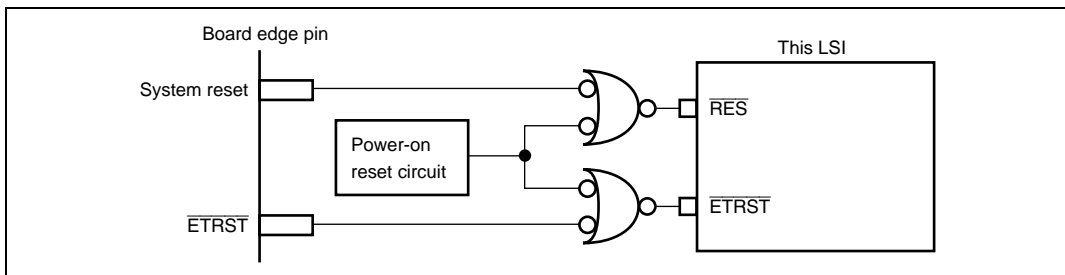 Board edge pin
This LSI
System reset
RES
Power-on
reset circuit
ETRST
ETRST